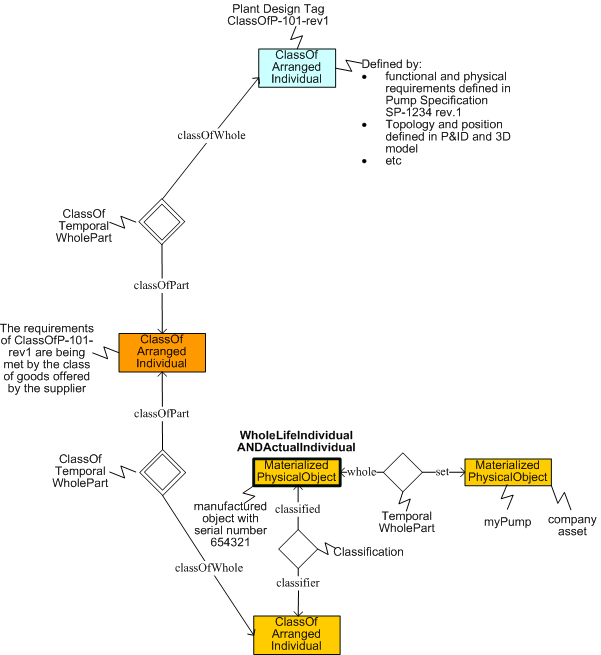 Plant Design Tag
ClassOfP-101-rev1
ClassOf
Arranged
Individual
Defined by:
• functional and physical
requirements defined in
Pump Specification
SP-1234 rev.1
• Topology and position
defined in P&ID and 3D
model
• etc
classOfWhole
ClassOf
Temporal
WholePart
classOfPart
The requirements
of ClassOfP-101-
rev1 are being
met by the class
of goods offered
by the supplier
ClassOf
Arranged
Individual
classOfPart
ClassOf
Temporal
WholePart
WholeLifeIndividual
ANDActualIndividual
Materialized
PhysicalObject
whole
set
Materialized
PhysicalObject
manufactured
object with
serial number
654321
classified
Temporal
WholePart
myPump
company
asset
Classification
classOfWhole
classifier
ClassOf
Arranged
Individual